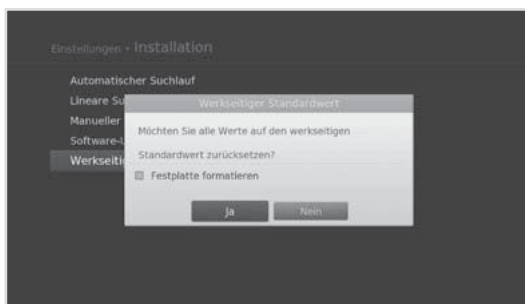 Einstellungen • Installation
Automatischer Suchlauf
Lineare Su
Manueller
Software-U
Werkseiti
Werkseitiger Standardwert
Möchten Sie alle Werte auf den werkseitigen
Standardwert zurücksetzen?
Festplatte formatieren
Ja
Nein